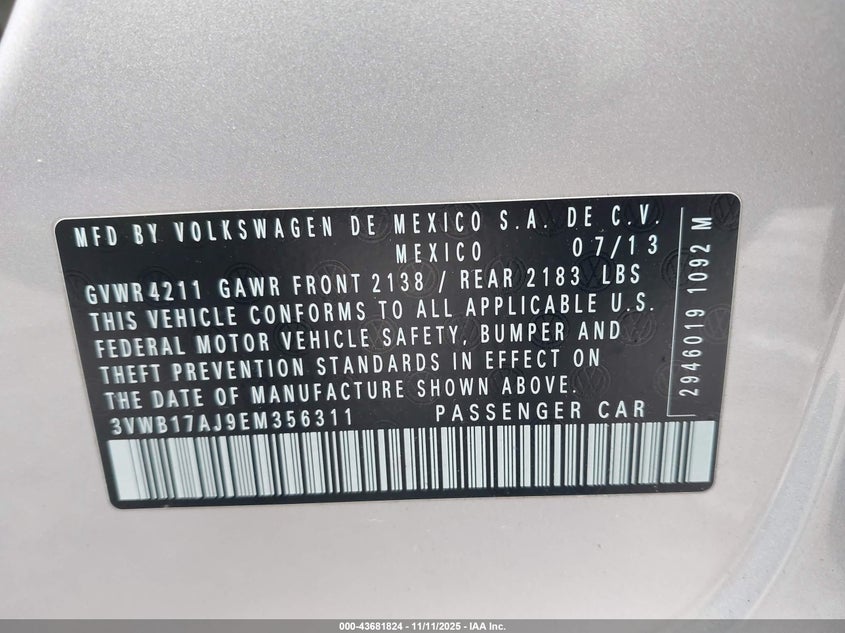 MFD BY VOLKSWAGEN DE MEXICO S.A. DE C.V.
MEXICO 07/13
GVWR 4211 GAWR FRONT 2138 / REAR 2183 LBS
THIS VEHICLE CONFORMS TO ALL APPLICABLE U.S.
FEDERAL MOTOR VEHICLE SAFETY, BUMPER AND
THEFT PREVENTION STANDARDS IN EFFECT ON
THE DATE OF MANUFACTURE SHOWN ABOVE.
3VWB17AJ9EM356311 PASSENGER CAR
2946019 1092 M
000-43681824 - 11/11/2025 - IAA Inc.